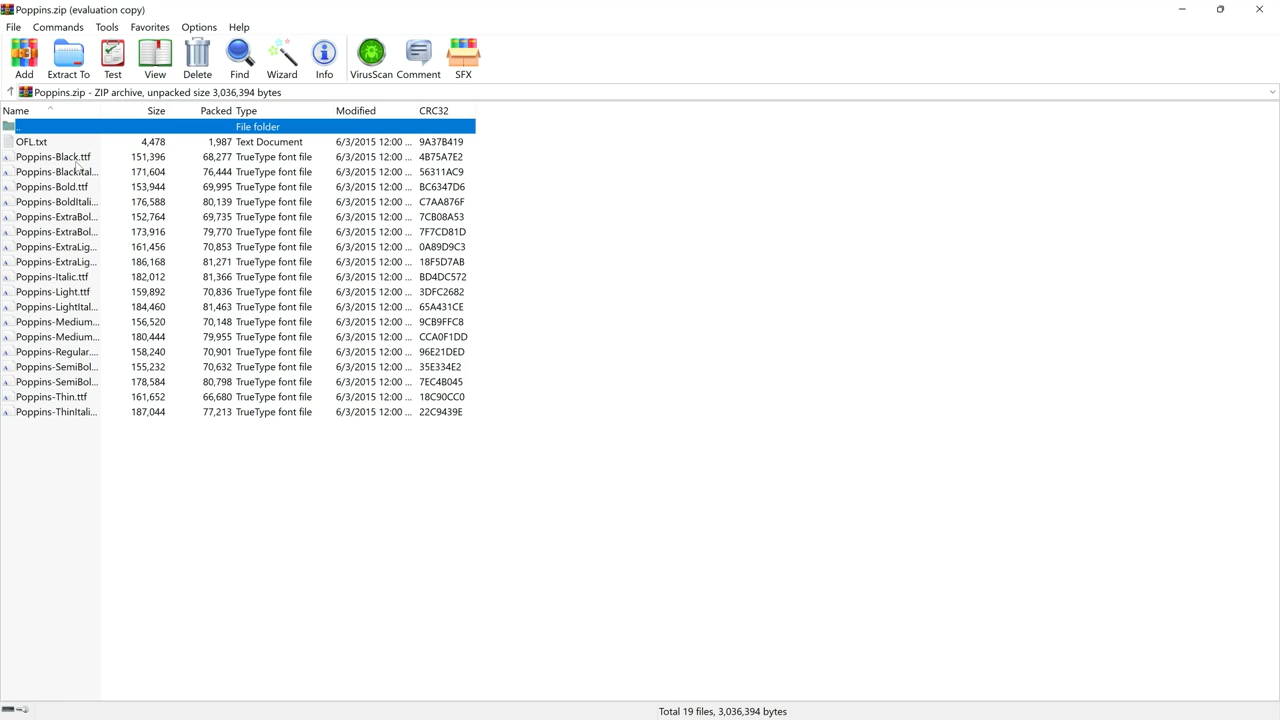 Poppins.zip (evaluation copy)
File Commands Tools Favorites Options Help
Add Extract To Test View Delete Find Wizard Info VirusScan Comment SFX
Poppins.zip - ZIP archive, unpacked size 3,036,394 bytes
Name Size Packed Type Modified CRC32
.. File folder
OFL.txt 4,478 1,987 Text Document 6/3/2015 12:00 ... 9A37B419
Poppins-Black.ttf 151,396 68,277 TrueType font file 6/3/2015 12:00 ... 4B75A7E2
Poppins-BlackItal... 171,604 76,444 TrueType font file 6/3/2015 12:00 ... 56311AC9
Poppins-Bold.ttf 153,944 69,995 TrueType font file 6/3/2015 12:00 ... BC6347D6
Poppins-BoldItali... 176,588 80,139 TrueType font file 6/3/2015 12:00 ... C7AA876F
Poppins-ExtraBol... 152,764 69,735 TrueType font file 6/3/2015 12:00 ... 7CB08A53
Poppins-ExtraBol... 173,916 79,770 TrueType font file 6/3/2015 12:00 ... 7F7CD81D
Poppins-ExtraLig... 161,456 70,853 TrueType font file 6/3/2015 12:00 ... 0A89D9C3
Poppins-ExtraLig... 186,168 81,271 TrueType font file 6/3/2015 12:00 ... 18F5D7AB
Poppins-Italic.ttf 182,012 81,366 TrueType font file 6/3/2015 12:00 ... BD4DC572
Poppins-Light.ttf 159,892 70,836 TrueType font file 6/3/2015 12:00 ... 3DFC2682
Poppins-LightItal... 184,460 81,463 TrueType font file 6/3/2015 12:00 ... 65A431CE
Poppins-Medium... 156,520 70,148 TrueType font file 6/3/2015 12:00 ... 9CB9FFC8
Poppins-Medium... 180,444 79,955 TrueType font file 6/3/2015 12:00 ... CCA0F1DD
Poppins-Regular.... 158,240 70,901 TrueType font file 6/3/2015 12:00 ... 96E21DED
Poppins-SemiBol... 155,232 70,632 TrueType font file 6/3/2015 12:00 ... 35E334E2
Poppins-SemiBol... 178,584 80,798 TrueType font file 6/3/2015 12:00 ... 7EC4B045
Poppins-Thin.ttf 161,652 66,680 TrueType font file 6/3/2015 12:00 ... 18C90CC0
Poppins-ThinItali... 187,044 77,213 TrueType font file 6/3/2015 12:00 ... 22C9439E
Total 19 files, 3,036,394 bytes